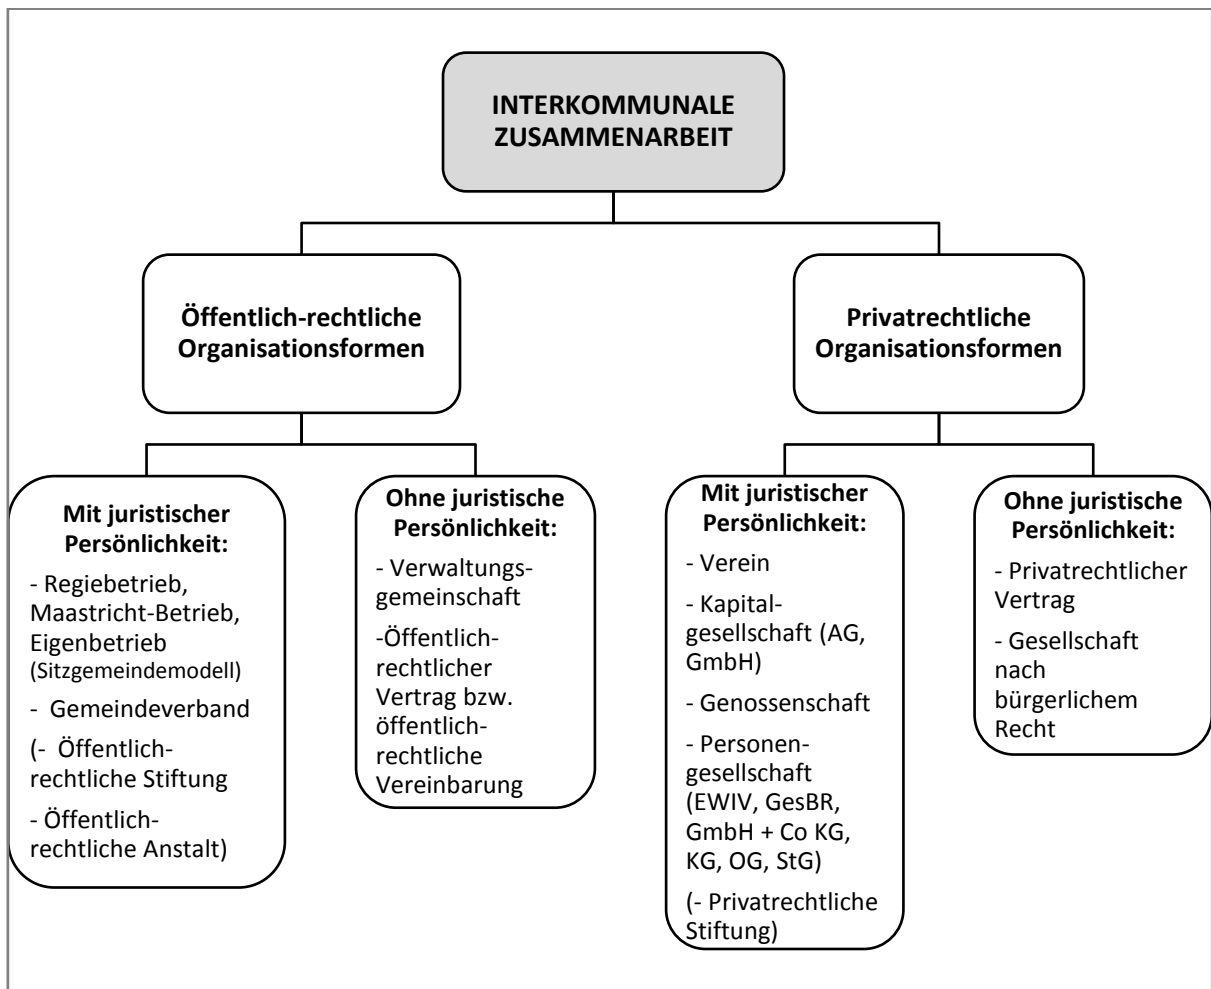 INTERKOMMUNALE
ZUSAMMENARBEIT
Öffentlich-rechtliche
Organisationsformen
Privatrechtliche
Organisationsformen
Mit juristischer
Persönlichkeit:
- Regiebetrieb,
Maastricht-Betrieb,
Eigenbetrieb
(Sitzgemeindemodell)
- Gemeindeverband
(- Öffentlich-
rechtliche Stiftung
- Öffentlich-
rechtliche Anstalt)
Ohne juristische
Persönlichkeit:
- Verwaltungs-
gemeinschaft
-Öffentlich-
rechtlicher
Vertrag bzw.
öffentlich-
rechtliche
Vereinbarung
Mit juristischer
Persönlichkeit:
- Verein
- Kapital-
gesellschaft (AG,
GmbH)
- Genossenschaft
- Personen-
gesellschaft
(EWIV, GesBR,
GmbH + Co KG,
KG, OG, StG)
(- Privatrechtliche
Stiftung)
Ohne juristische
Persönlichkeit:
- Privatrechtlicher
Vertrag
- Gesellschaft
nach
bürgerlichem
Recht